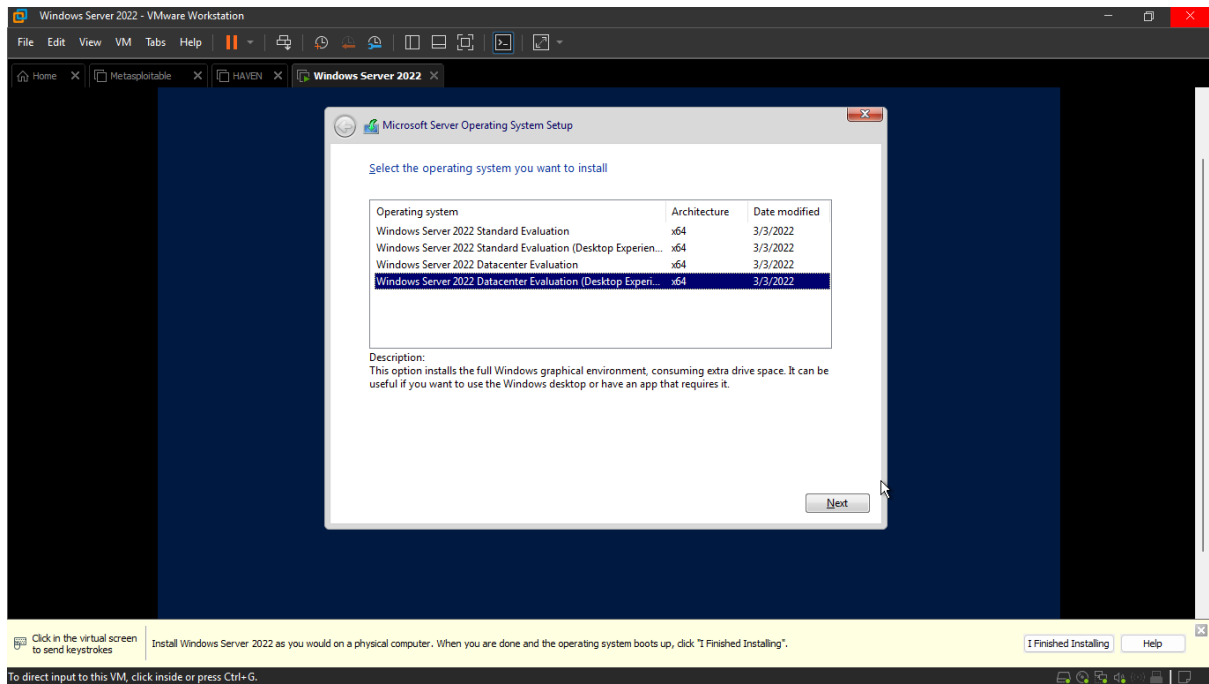 Windows Server 2022 - VMware Workstation
File Edit View VM Tabs Help
Home Metasploitable HAVEN Windows Server 2022
Microsoft Server Operating System Setup
Select the operating system you want to install
Operating system Architecture Date modified
Windows Server 2022 Standard Evaluation x64 3/3/2022
Windows Server 2022 Standard Evaluation (Desktop Experien... x64 3/3/2022
Windows Server 2022 Datacenter Evaluation x64 3/3/2022
Windows Server 2022 Datacenter Evaluation (Desktop Experi... x64 3/3/2022
Description:
This option installs the full Windows graphical environment, consuming extra drive space. It can be
useful if you want to use the Windows desktop or have an app that requires it.
Next
Click in the virtual screen
to send keystrokes
Install Windows Server 2022 as you would on a physical computer. When you are done and the operating system boots up, click "I Finished Installing".
I Finished Installing Help
To direct input to this VM, click inside or press Ctrl+G.